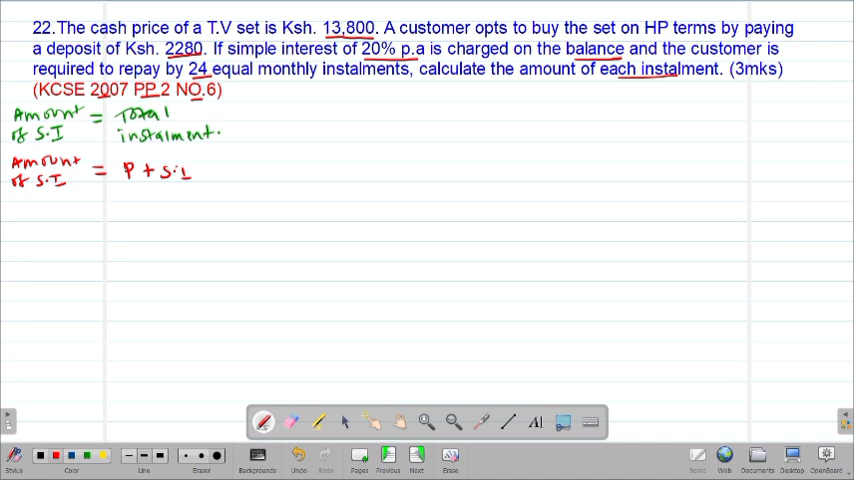 22.The cash price of a T.V set is Ksh. 13,800. A customer opts to buy the set on HP terms by paying
a deposit of Ksh. 2280. If simple interest of 20% p.a is charged on the balance and the customer is
required to repay by 24 equal monthly instalments, calculate the amount of each instalment. (3mks)
(KCSE 2007 PP.2 NO.6)
Amount of S.I = Total instalment.
Amount of S.I = P + S.I
Stylus
Color
Line
Eraser
Backgrounds
Undo
Redo
Pages
Previous
Next
Erase
Board
Web
Documents
Desktop
OpenBoard